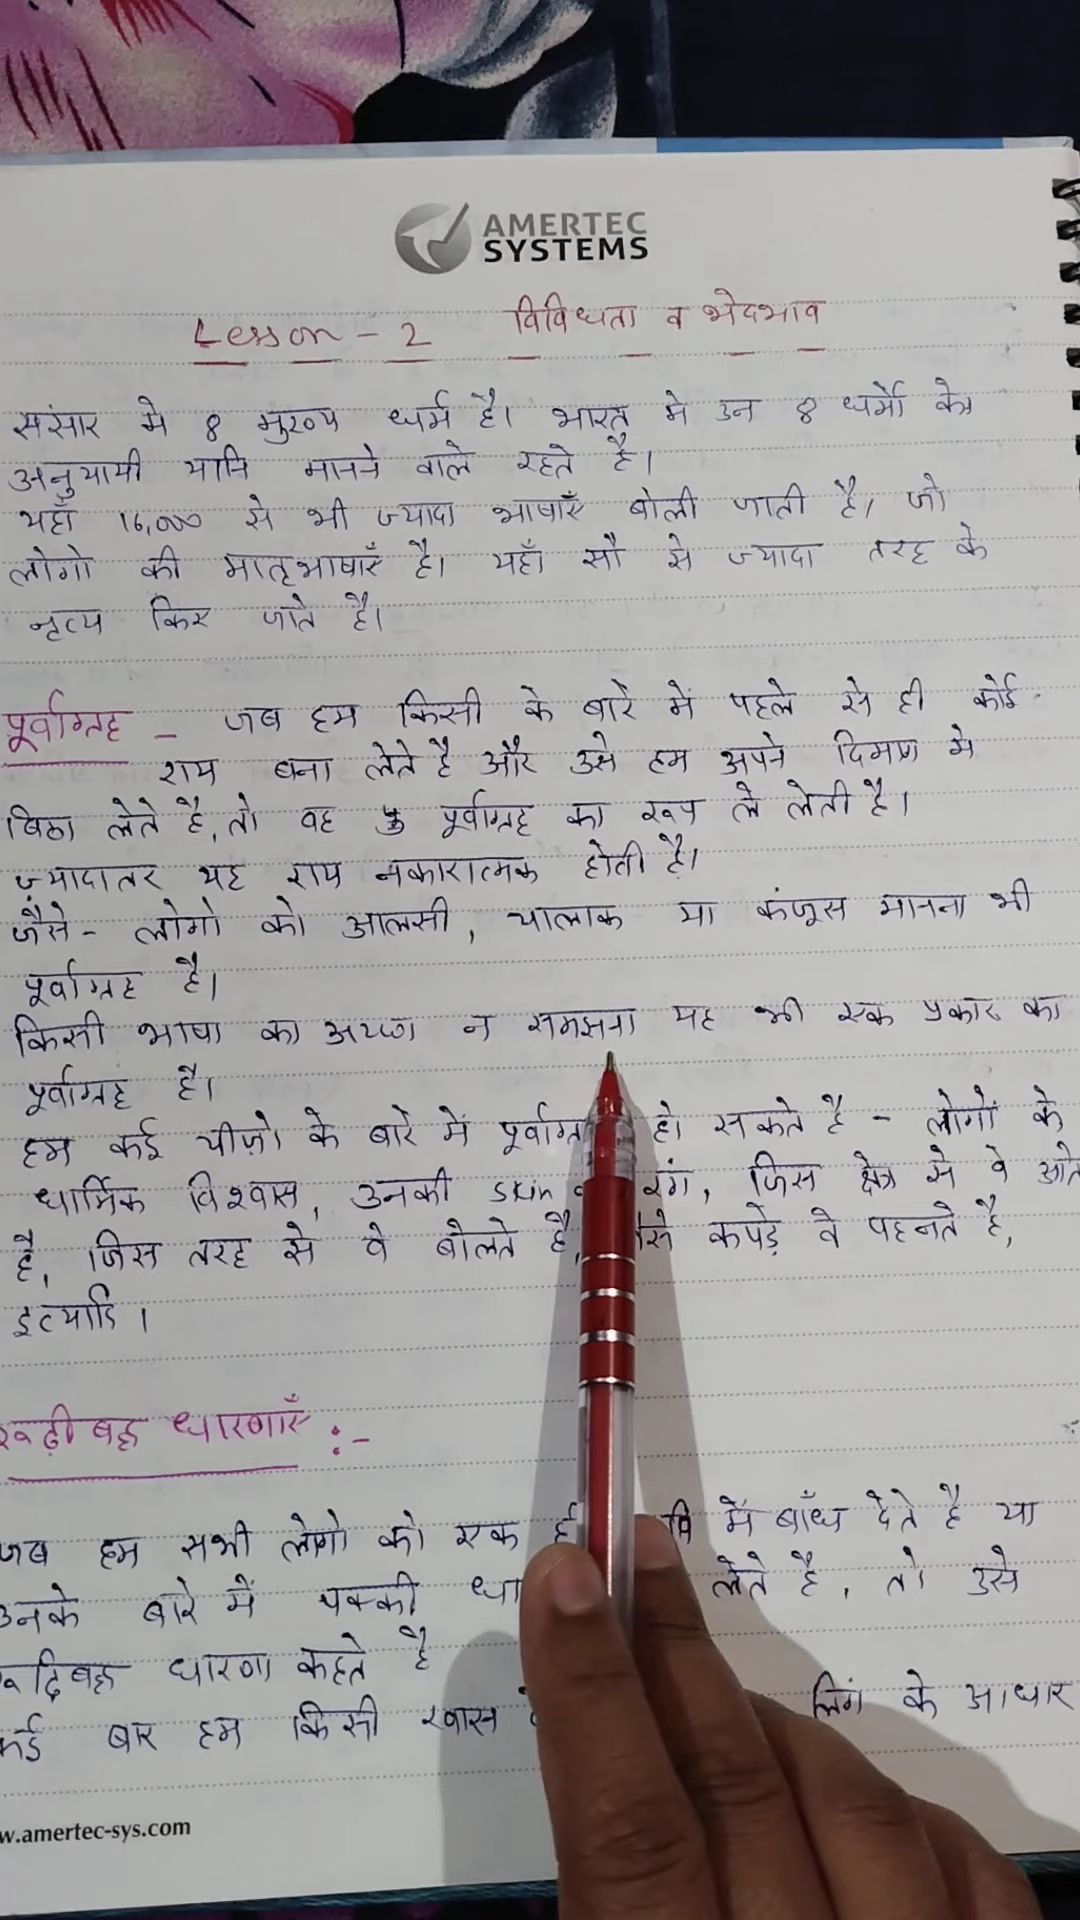 AMERTEC
SYSTEMS
Lesson - 2 विविधता व भेदभाव
ससंार मे 8 मुख्य धर्म है। भारत मे उन 8 धर्मो के
अनुयायी यानि मानने वाले रहते है।
यहाँ 16,000 से भी ज्यादा भाषाएँ बोली जाती है, जो
लोगो की मातृभाषाएँ है। यहाँ सौ से ज्यादा तरह के
नृत्य किए जाते है।
पूर्वाग्रह - जब हम किसी के बारे में पहले से ही कोई
राय बना लेते है और उसे हम अपने दिमाग मे
बिठा लेते है, तो वह पूर्वाग्रह का रूप ले लेती है।
ज़्यादातर यह राय नकारात्मक होती है।
जैसे - लोगो को आलसी, चालाक या कंजूस मानना भी
पूर्वाग्रह है।
किसी भाषा का अच्छा न समझना यह भी एक प्रकार का
पूर्वाग्रह है।
हम कई चीज़ो के बारे में हो सकते है - लोगों के
धार्मिक विश्वास, उनकी skin रंग, जिस क्षेत्र से वे आते
है, जिस तरह से वे बोलते है, कपड़े वे पहनते है,
इत्यादि।
रूढ़ी बद्ध धारणाएँ :-
जब हम सभी लोगो को एक में बाँध देते है या
उनके बारे में पक्की लेते है, तो उसे
रूढ़िबद्ध धारणा कहते है
कई बार हम किसी खास लिगं के आधार
w.amertec-sys.com